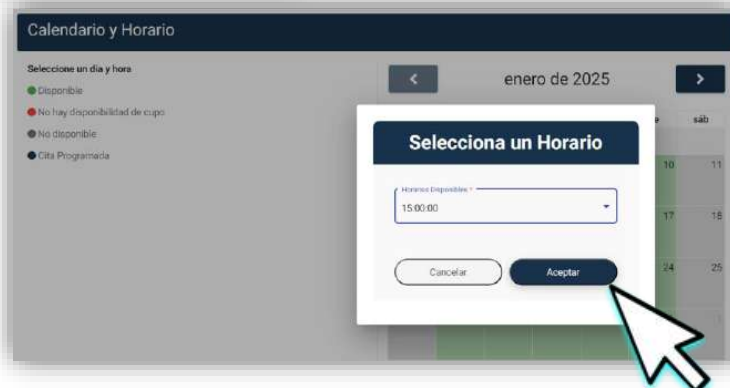 Calendario y Horario
Seleccione un día y hora
Disponible
No hay disponibilidad de cupo
No disponible
Cita Programada
enero de 2025
sáb
Selecciona un Horario
Horarios Disponibles *
15:00:00
Cancelar
Aceptar
10 11
17 18
24 25
1